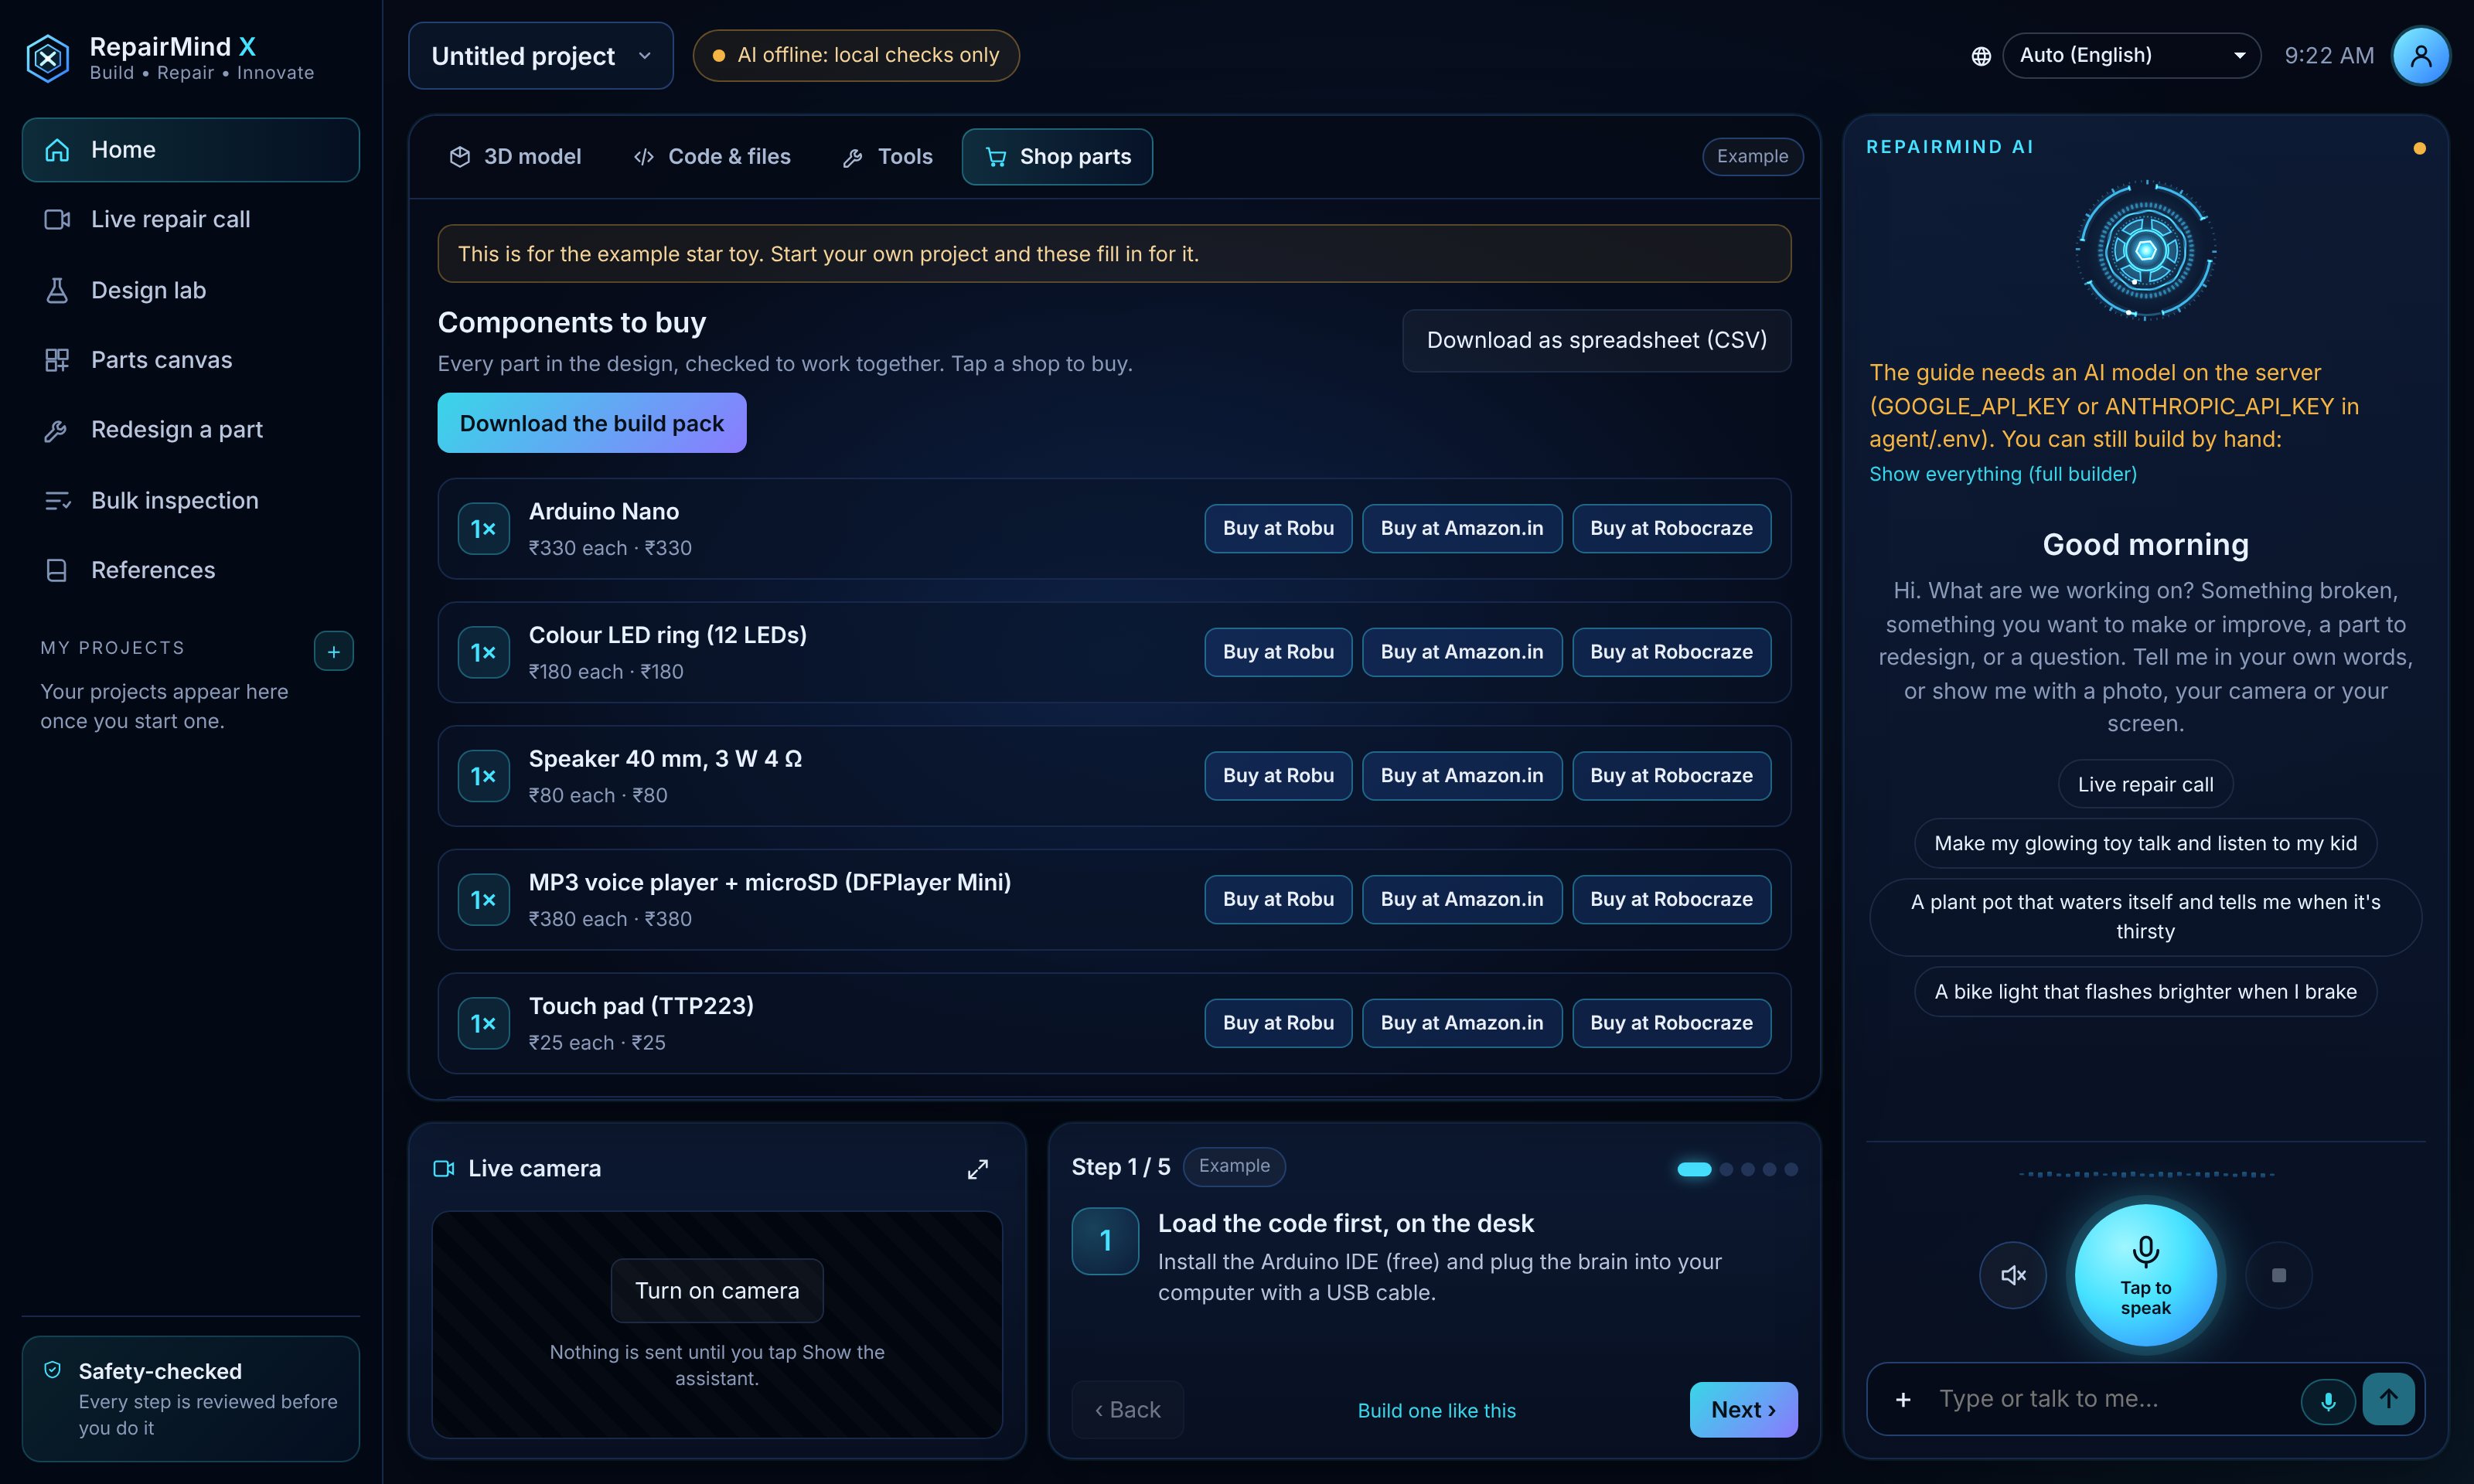 RepairMind X
Build • Repair • Innovate
Home
Live repair call
Design lab
Parts canvas
Redesign a part
Bulk inspection
References
MY PROJECTS
+
Your projects appear here
once you start one.
Safety-checked
Every step is reviewed before
you do it
Untitled project
AI offline: local checks only
Auto (English)
9:22 AM
3D model
Code & files
Tools
Shop parts
Example
This is for the example star toy. Start your own project and these fill in for it.
Components to buy
Every part in the design, checked to work together. Tap a shop to buy.
Download as spreadsheet (CSV)
Download the build pack
1×
Arduino Nano
₹330 each · ₹330
Buy at Robu
Buy at Amazon.in
Buy at Robocraze
1×
Colour LED ring (12 LEDs)
₹180 each · ₹180
Buy at Robu
Buy at Amazon.in
Buy at Robocraze
1×
Speaker 40 mm, 3 W 4 Ω
₹80 each · ₹80
Buy at Robu
Buy at Amazon.in
Buy at Robocraze
1×
MP3 voice player + microSD (DFPlayer Mini)
₹380 each · ₹380
Buy at Robu
Buy at Amazon.in
Buy at Robocraze
1×
Touch pad (TTP223)
₹25 each · ₹25
Buy at Robu
Buy at Amazon.in
Buy at Robocraze
Live camera
Turn on camera
Nothing is sent until you tap Show the
assistant.
Step 1 / 5
Example
1
Load the code first, on the desk
Install the Arduino IDE (free) and plug the brain into your
computer with a USB cable.
‹ Back
Build one like this
Next ›
REPAIRMIND AI
The guide needs an AI model on the server
(GOOGLE_API_KEY or ANTHROPIC_API_KEY in
agent/.env). You can still build by hand:
Show everything (full builder)
Good morning
Hi. What are we working on? Something broken,
something you want to make or improve, a part to
redesign, or a question. Tell me in your own words,
or show me with a photo, your camera or your
screen.
Live repair call
Make my glowing toy talk and listen to my kid
A plant pot that waters itself and tells me when it's
thirsty
A bike light that flashes brighter when I brake
Tap to
speak
+
Type or talk to me...